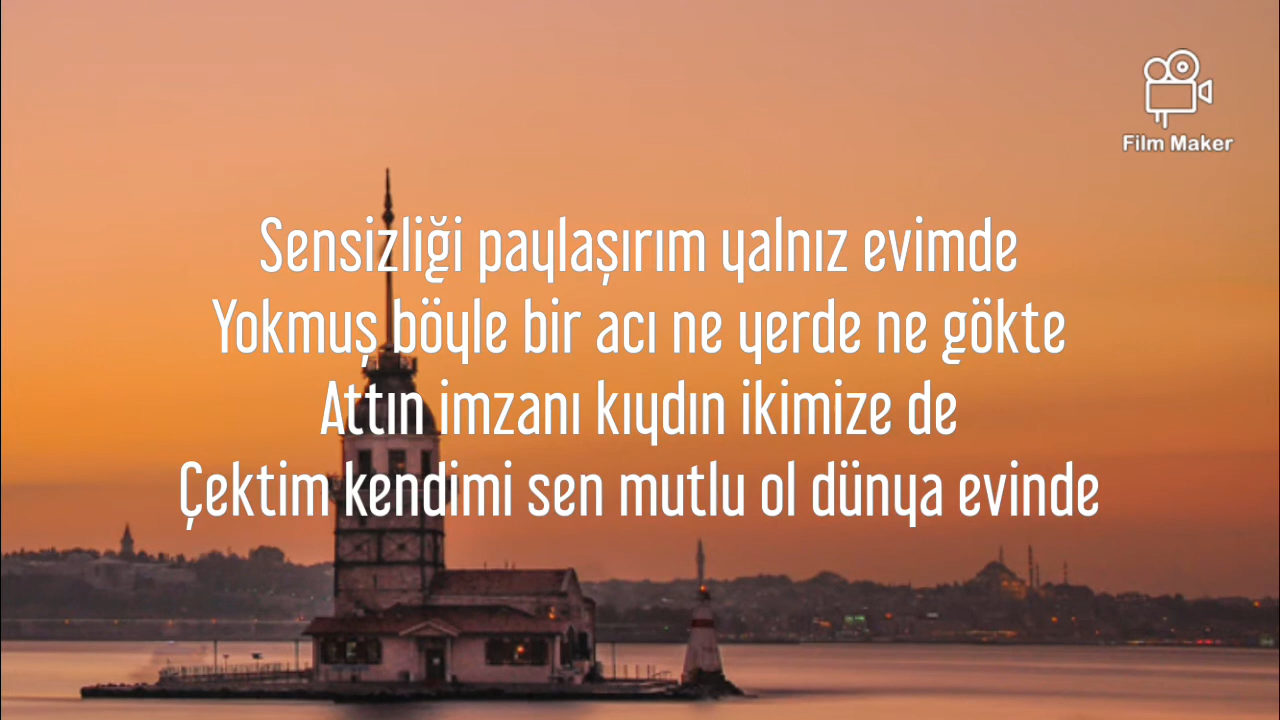 Film Maker
Sensizliği paylaşırım yalnız evimde
Yokmuş böyle bir acı ne yerde ne gökte
Attın imzanı kıydın ikimize de
Çektim kendimi sen mutlu ol dünya evinde